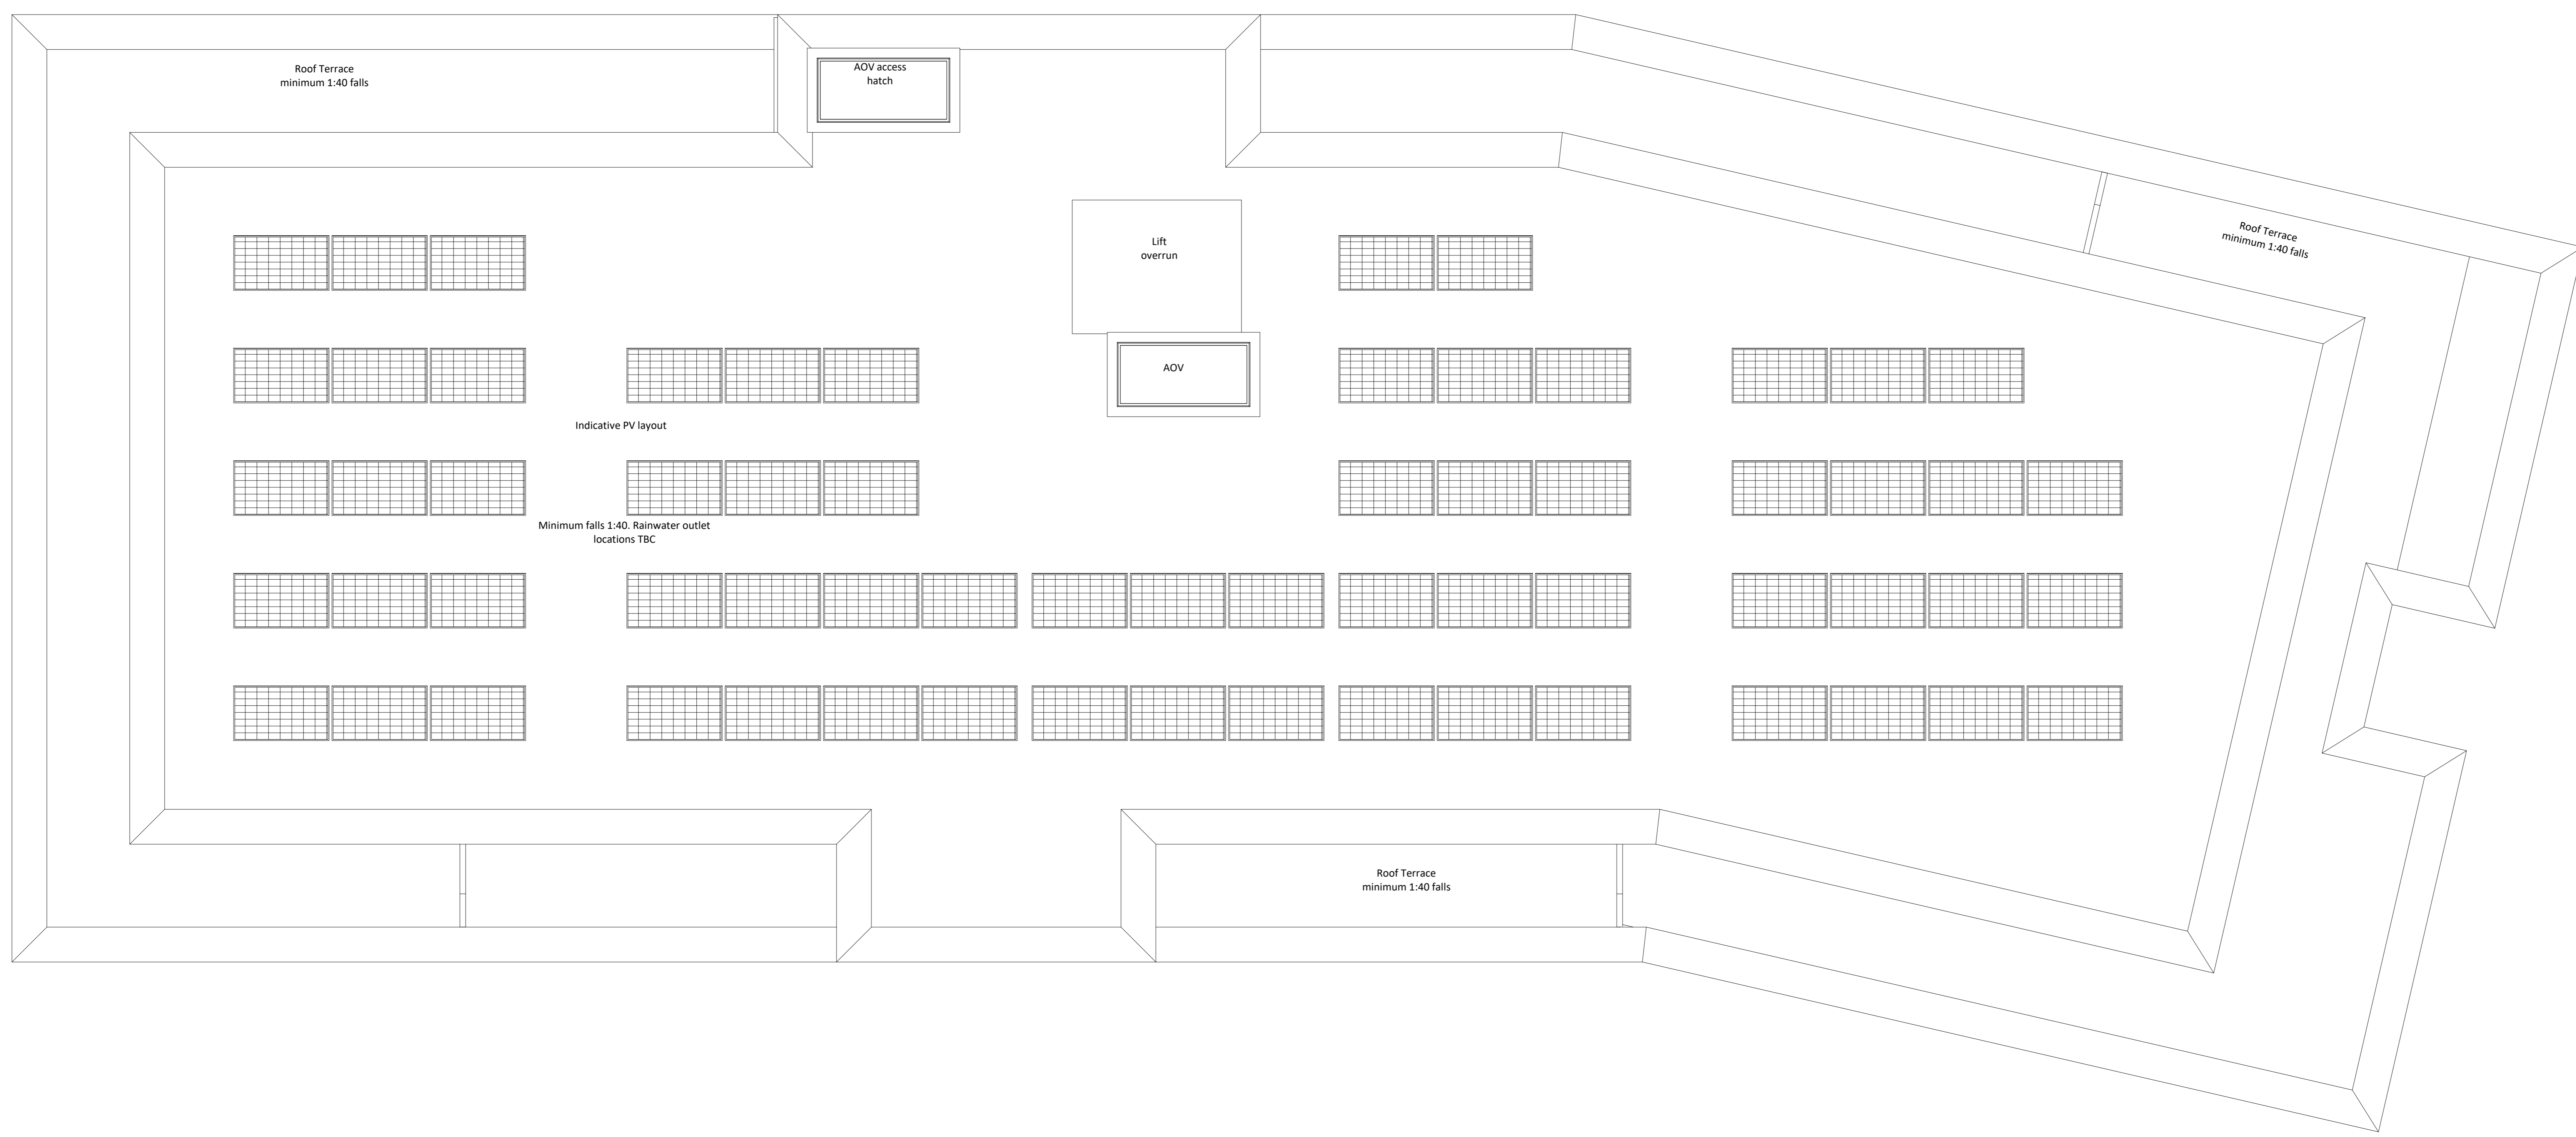 Roof Terrace
minimum 1:40 falls
AOV access
hatch
Roof Terrace
minimum 1:40 falls
Lift
overrun
AOV
Indicative PV layout
Minimum falls 1:40. Rainwater outlet
locations TBC
Roof Terrace
minimum 1:40 falls